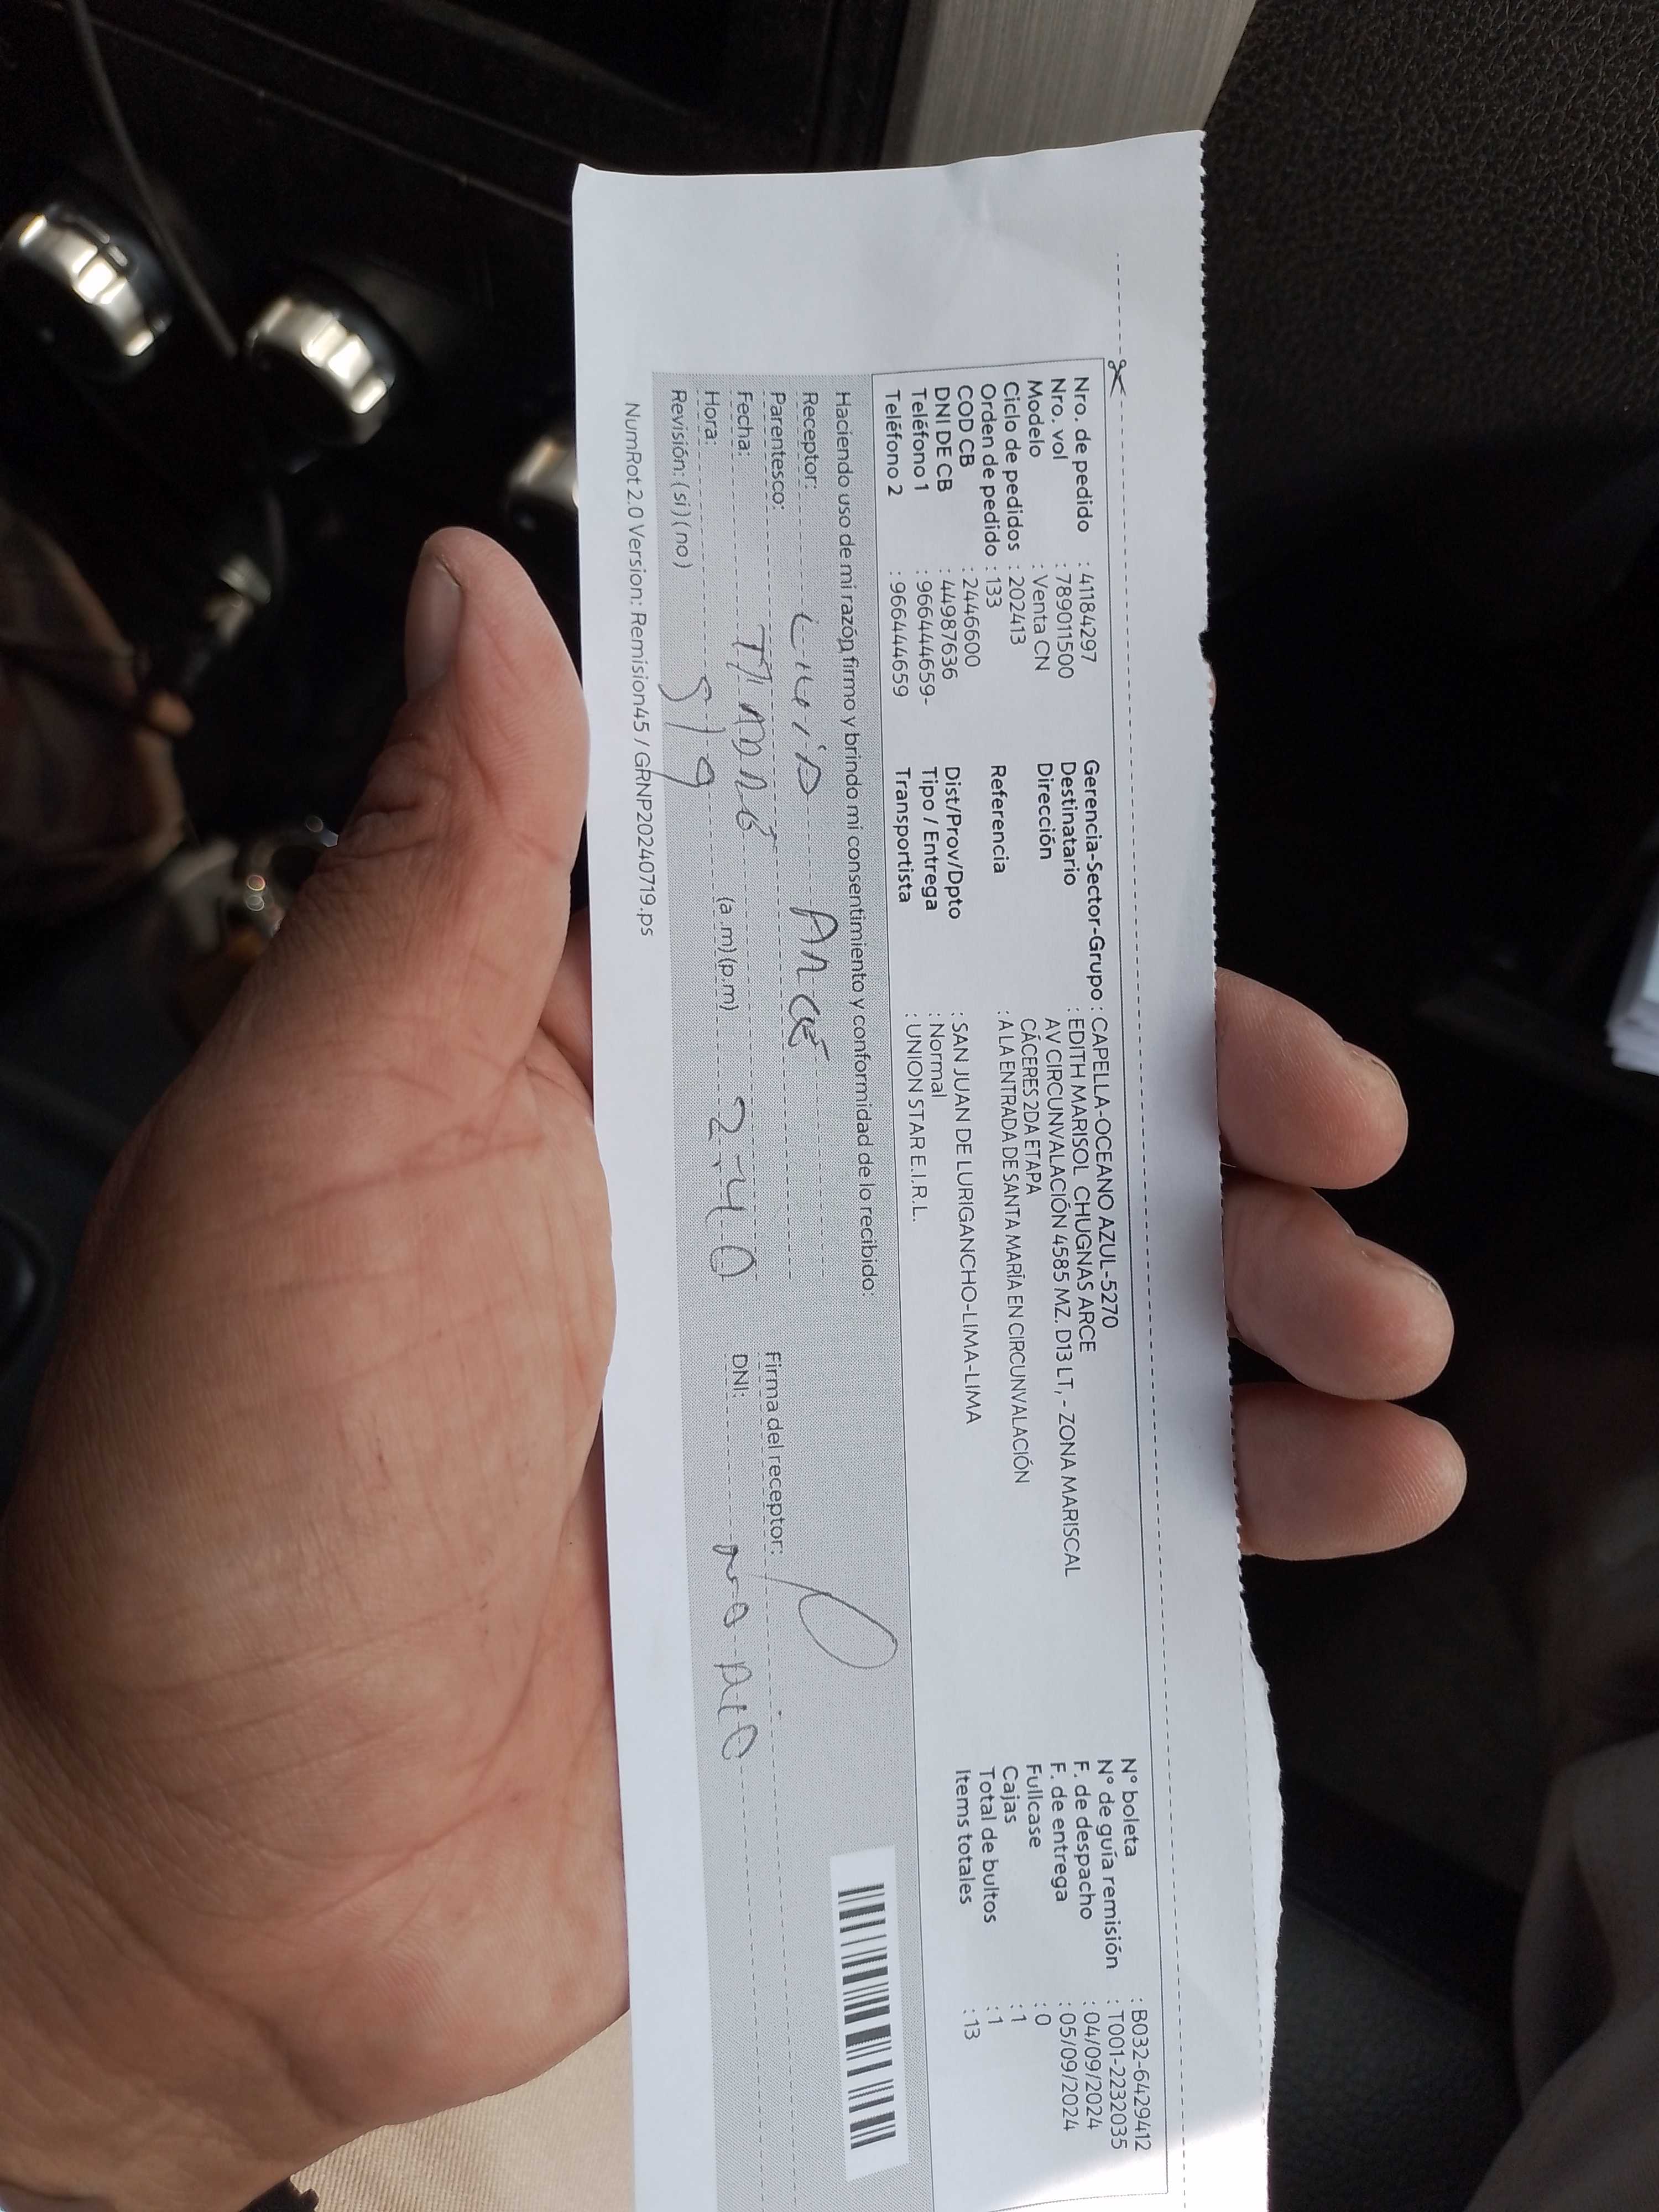 Nro. de pedido : 41184297
Nro. vol : 789011500
Modelo : Venta CN
Ciclo de pedidos : 202413
Orden de pedido : 133
COD CB : 2446600
DNI DE CB : 44987636
Teléfono 1 : 966444659-
Teléfono 2 : 966444659
Gerencia-Sector-Grupo : CAPELLA-OCEANO AZUL-5270
Destinatario : EDITH MARISOL CHUGNAS ARCE
Dirección AV CIRCUNVALACIÓN 4585 MZ. D13 LT, - ZONA MARISCAL
CÁCERES 2DA ETAPA
Referencia : A LA ENTRADA DE SANTA MARÍA EN CIRCUNVALACIÓN
Dist/Prov/Dpto : SAN JUAN DE LURIGANCHO-LIMA-LIMA
Tipo / Entrega : Normal
Transportista : UNION STAR E.I.R.L.
N° boleta : B032-6429412
N° de guía remisión : T001-2232035
F. de despacho : 04/09/2024
F. de entrega : 05/09/2024
Fullcase : 0
Cajas : 1
Total de bultos : 1
Items totales : 13
Haciendo uso de mi razón firmo y brindo mi consentimiento y conformidad de lo recibido:
Receptor: Luis Arce
Parentesco:
Fecha: 5/9
Hora: (a.m)(p.m) 2:40
Revisión: (si)(no)
Firma del receptor:
DNI: no dio
NumRot 2.0 Version: Remision45 / GRNP20240719.ps